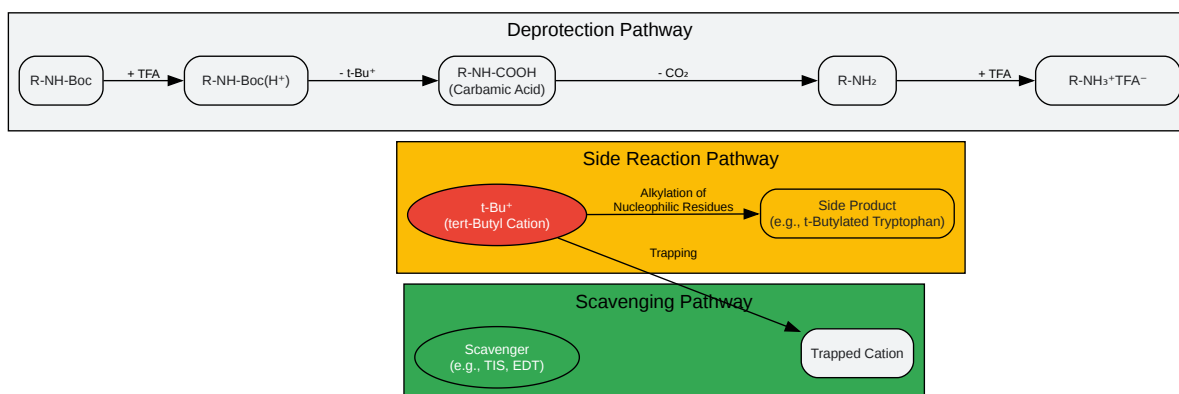 Deprotection Pathway
R-NH-Boc
+ TFA
R-NH-Boc(H⁺)
- t-Bu⁺
R-NH-COOH
(Carbamic Acid)
- CO₂
R-NH₂
+ TFA
R-NH₃⁺TFA⁻
Side Reaction Pathway
t-Bu⁺
(tert-Butyl Cation)
Alkylation of
Nucleophilic Residues
Side Product
(e.g., t-Butylated Tryptophan)
Trapping
Scavenging Pathway
Scavenger
(e.g., TIS, EDT)
Trapped Cation